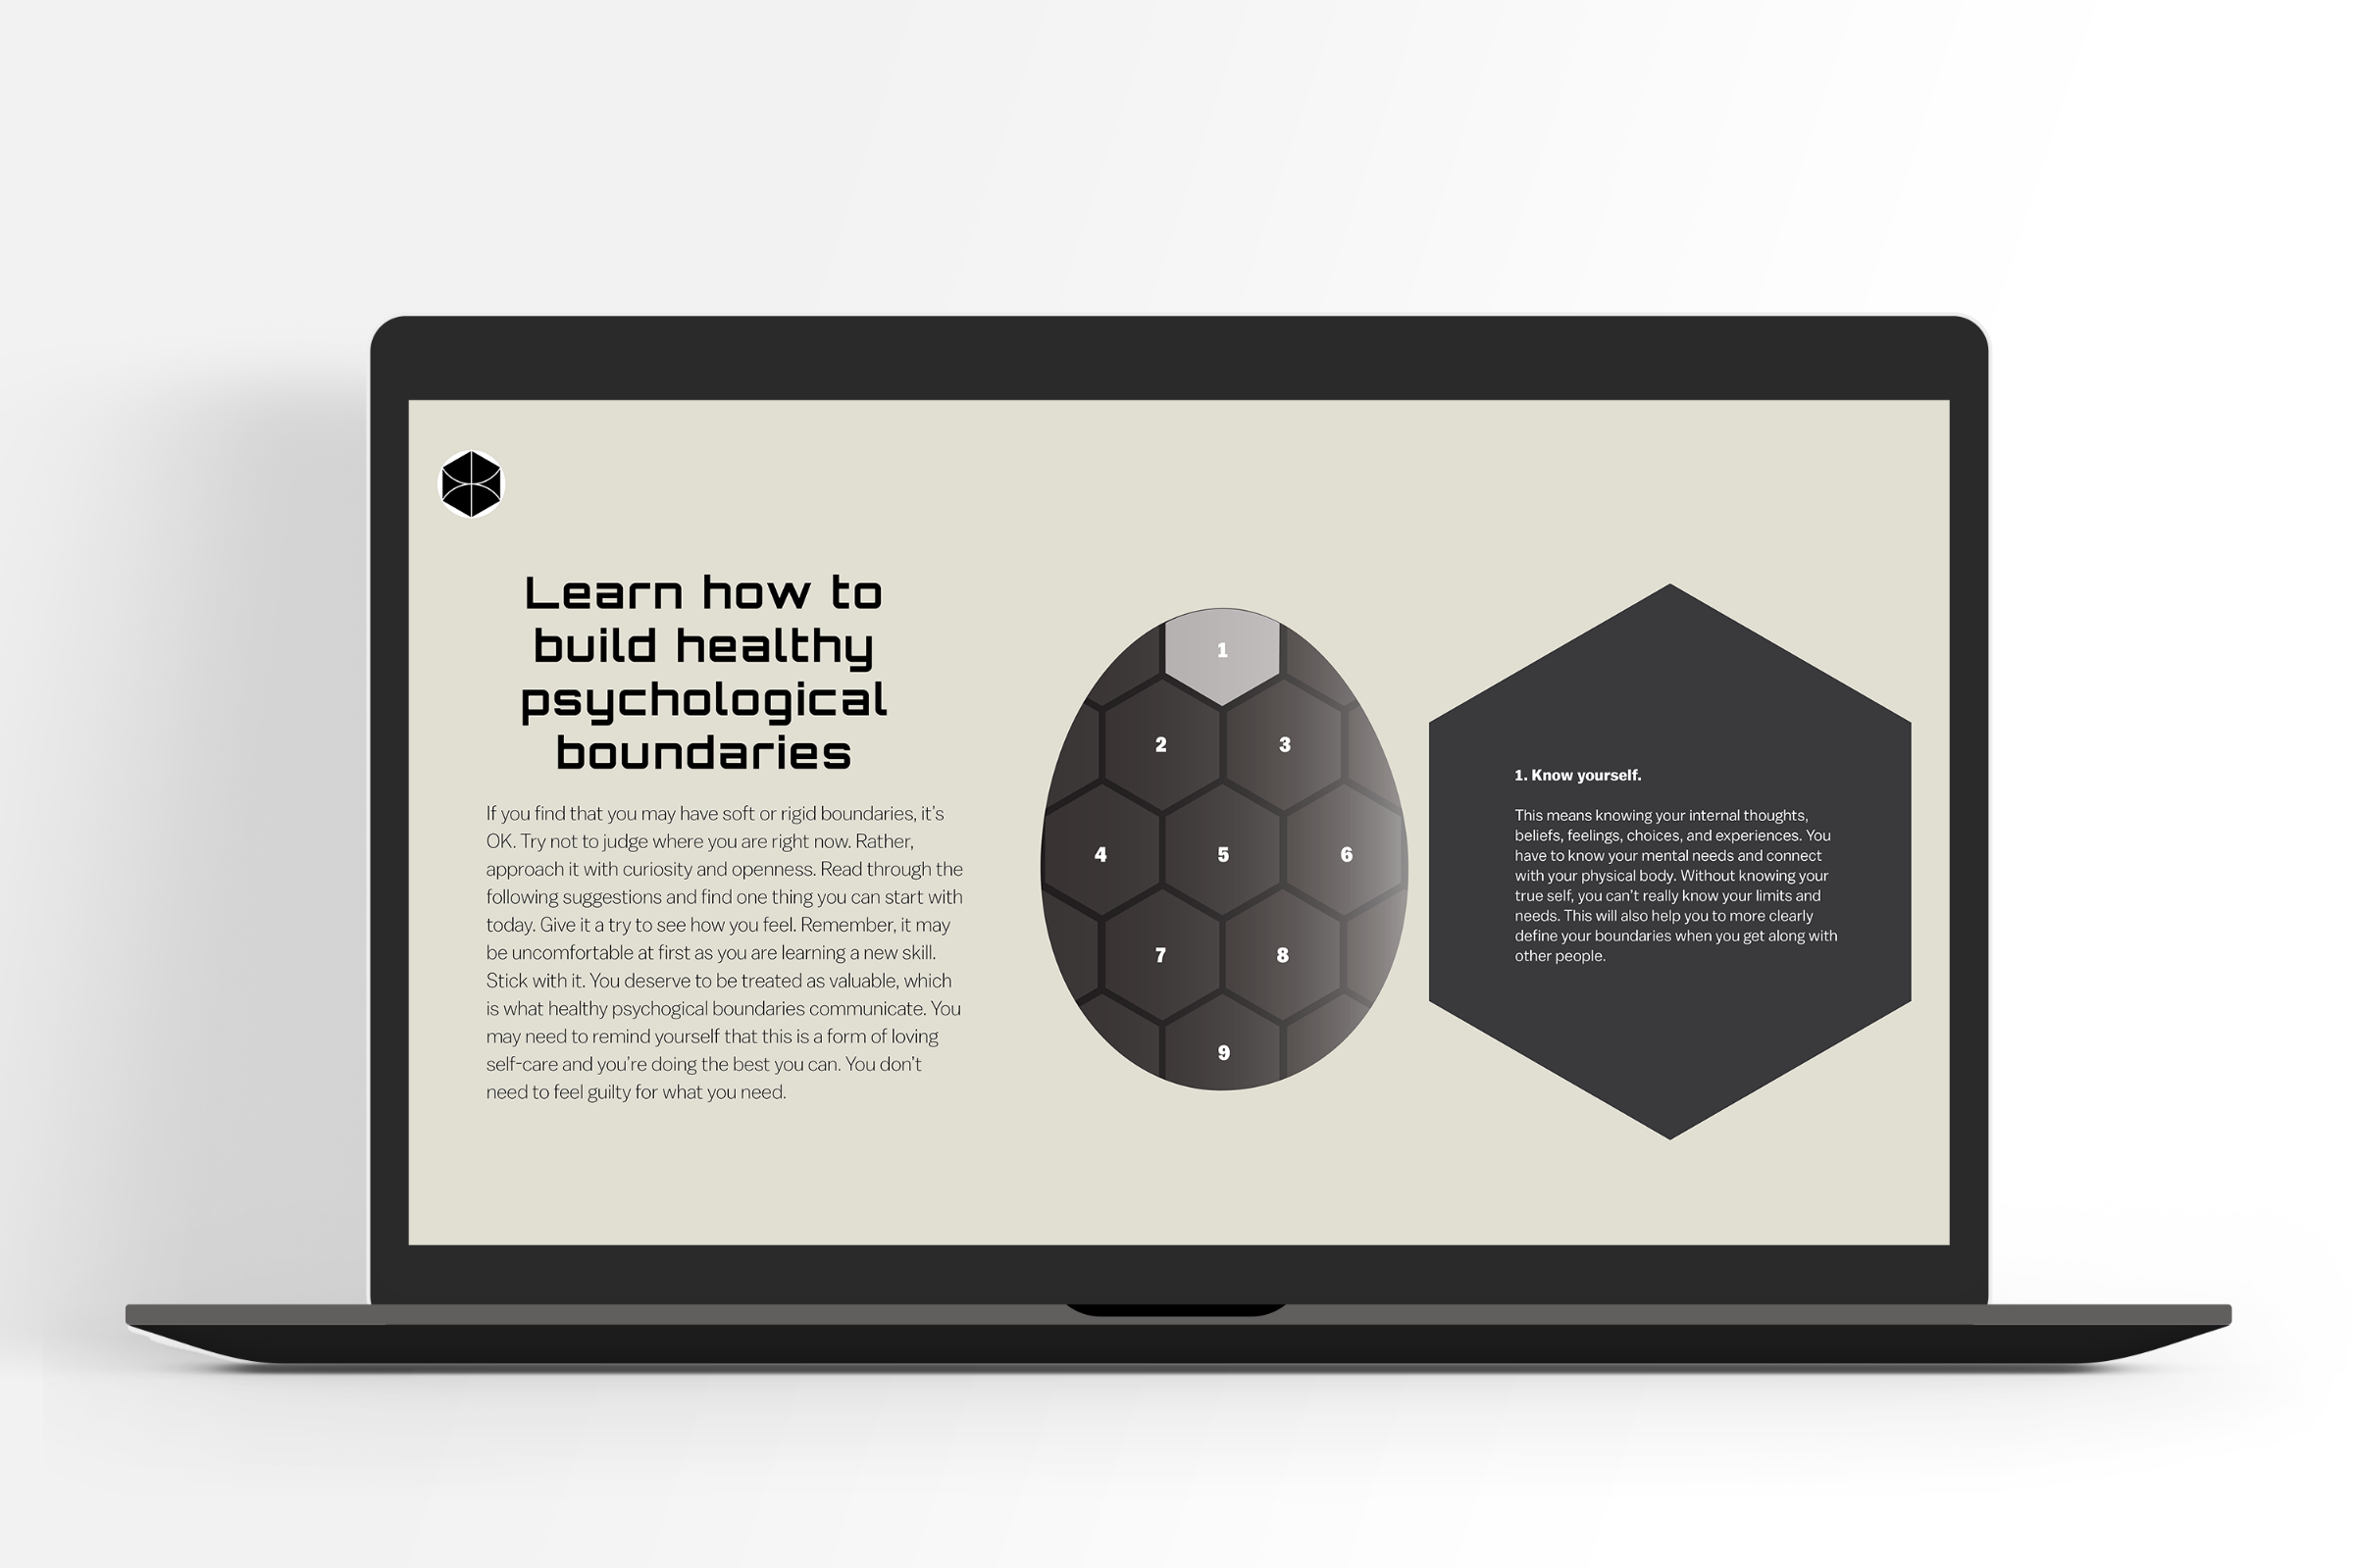 Learn how to
build healthy
psychological
boundaries
If you find that you may have soft or rigid boundaries, it’s
OK. Try not to judge where you are right now. Rather,
approach it with curiosity and openness. Read through the
following suggestions and find one thing you can start with
today. Give it a try to see how you feel. Remember, it may
be uncomfortable at first as you are learning a new skill.
Stick with it. You deserve to be treated as valuable, which
is what healthy psychogical boundaries communicate. You
may need to remind yourself that this is a form of loving
self-care and you’re doing the best you can. You don’t
need to feel guilty for what you need.
1
2 3
4 5 6
7 8
9
1. Know yourself.
This means knowing your internal thoughts,
beliefs, feelings, choices, and experiences. You
have to know your mental needs and connect
with your physical body. Without knowing your
true self, you can’t really know your limits and
needs. This will also help you to more clearly
define your boundaries when you get along with
other people.